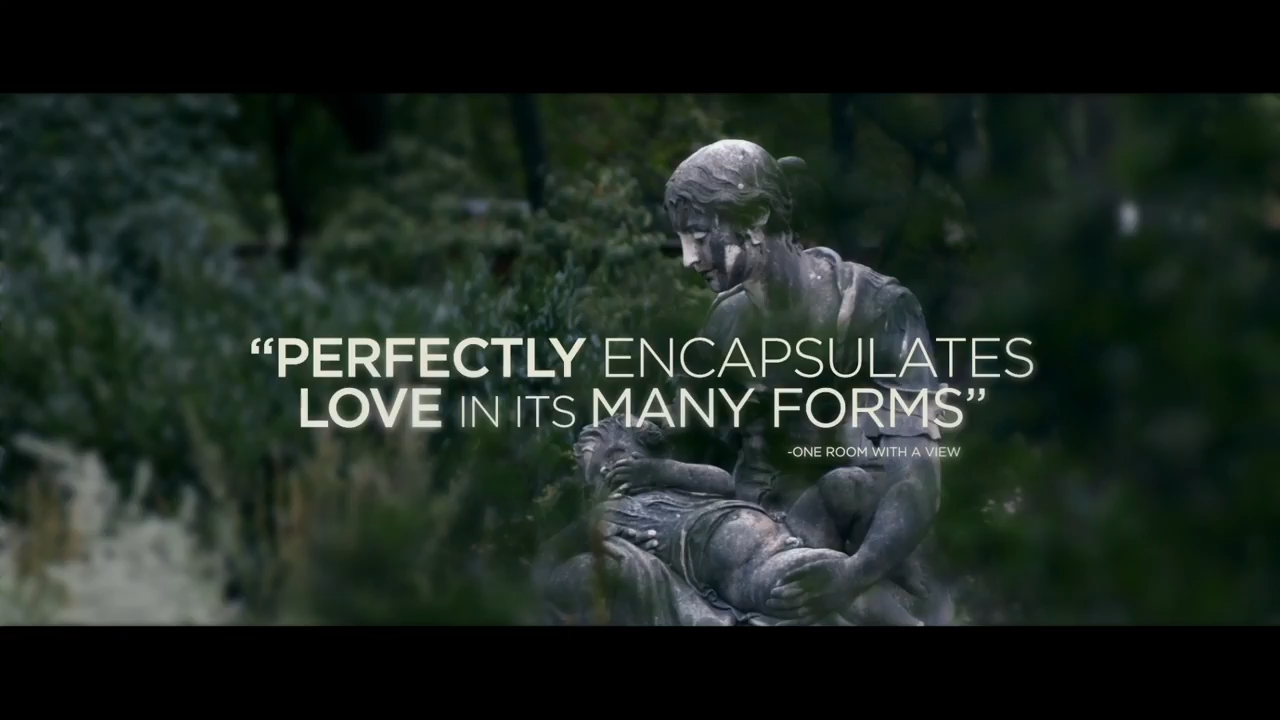 “PERFECTLY ENCAPSULATES
LOVE IN ITS MANY FORMS”
-ONE ROOM WITH A VIEW